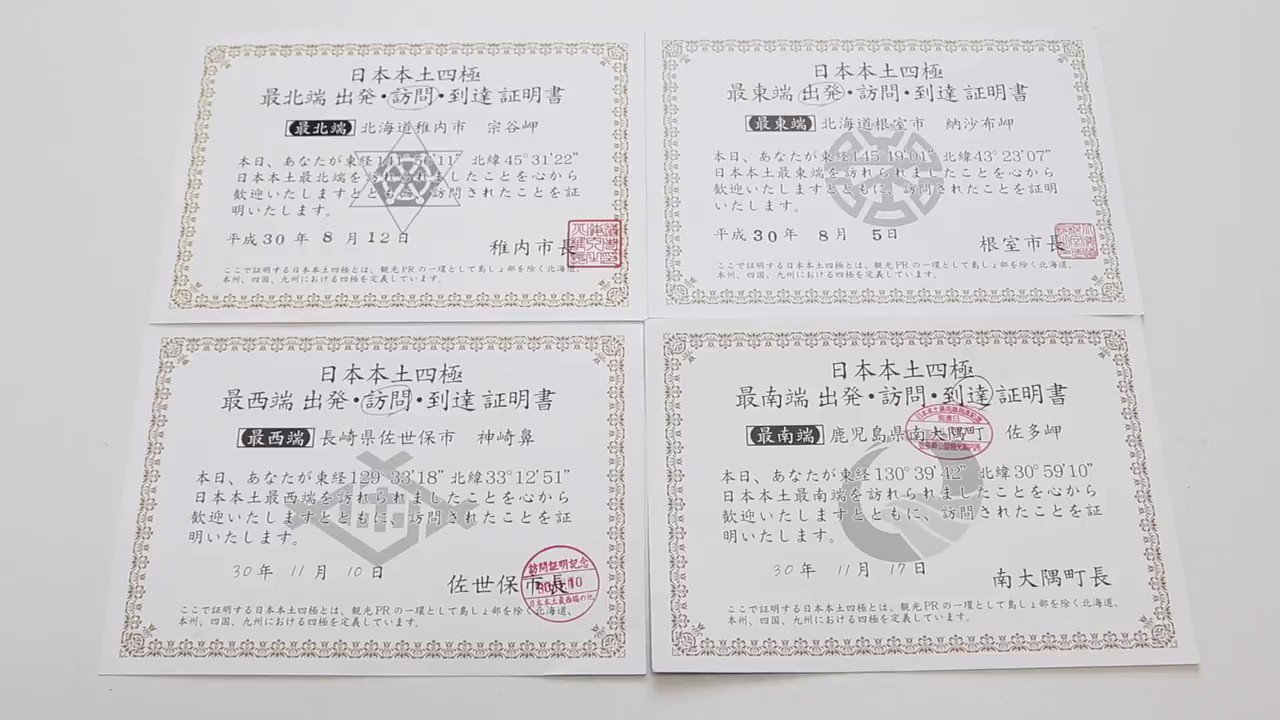 日本本土四極
最北端 出発・訪問・到達 証明書
最北端 北海道稚内市 宗谷岬
本日、あなたが東経141°56'11" 北緯45°31'22"
日本本土最北端を訪れられましたことを心から
歓迎いたしますとともに、訪問されたことを証
明いたします。
平成30年 8月12日
稚内市長
ここで証明する日本本土四極とは、観光PRの一環として島しょ部を除く北海道、
本州、四国、九州における四極を定義しています。
日本本土四極
最東端 出発・訪問・到達 証明書
最東端 北海道根室市 納沙布岬
本日、あなたが東経145°49'01" 北緯43°23'07"
日本本土最東端を訪れられましたことを心から
歓迎いたしますとともに、訪問されたことを証明
いたします。
平成30年 8月 5日
根室市長
ここで証明する日本本土四極とは、観光PRの一環として島しょ部を除く北海道、
本州、四国、九州における四極を定義しています。
日本本土四極
最西端 出発・訪問・到達 証明書
最西端 長崎県佐世保市 神崎鼻
本日、あなたが東経129°33'18" 北緯33°12'51"
日本本土最西端を訪れられましたことを心から
歓迎いたしますとともに、訪問されたことを証
明いたします。
30年 11月 10日
佐世保市長
訪問証明記念
日本本土最西端の地
ここで証明する日本本土四極とは、観光PRの一環として島しょ部を除く北海道、
本州、四国、九州における四極を定義しています。
日本本土四極
最南端 出発・訪問・到達 証明書
最南端 鹿児島県南大隅町 佐多岬
本日、あなたが東経130°39'42" 北緯30°59'10"
日本本土最南端を訪れられましたことを心から
歓迎いたしますとともに、訪問されたことを証
明いたします。
30年 11月 17日
南大隅町長
ここで証明する日本本土四極とは、観光PRの一環として島しょ部を除く北海道、
本州、四国、九州における四極を定義しています。